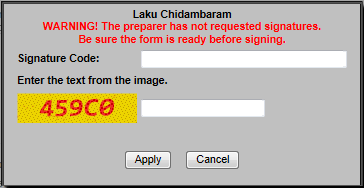 Laku Chidambaram
WARNING! The preparer has not requested signatures.
Be sure the form is ready before signing.
Signature Code:
Enter the text from the image.
459C0
Apply Cancel